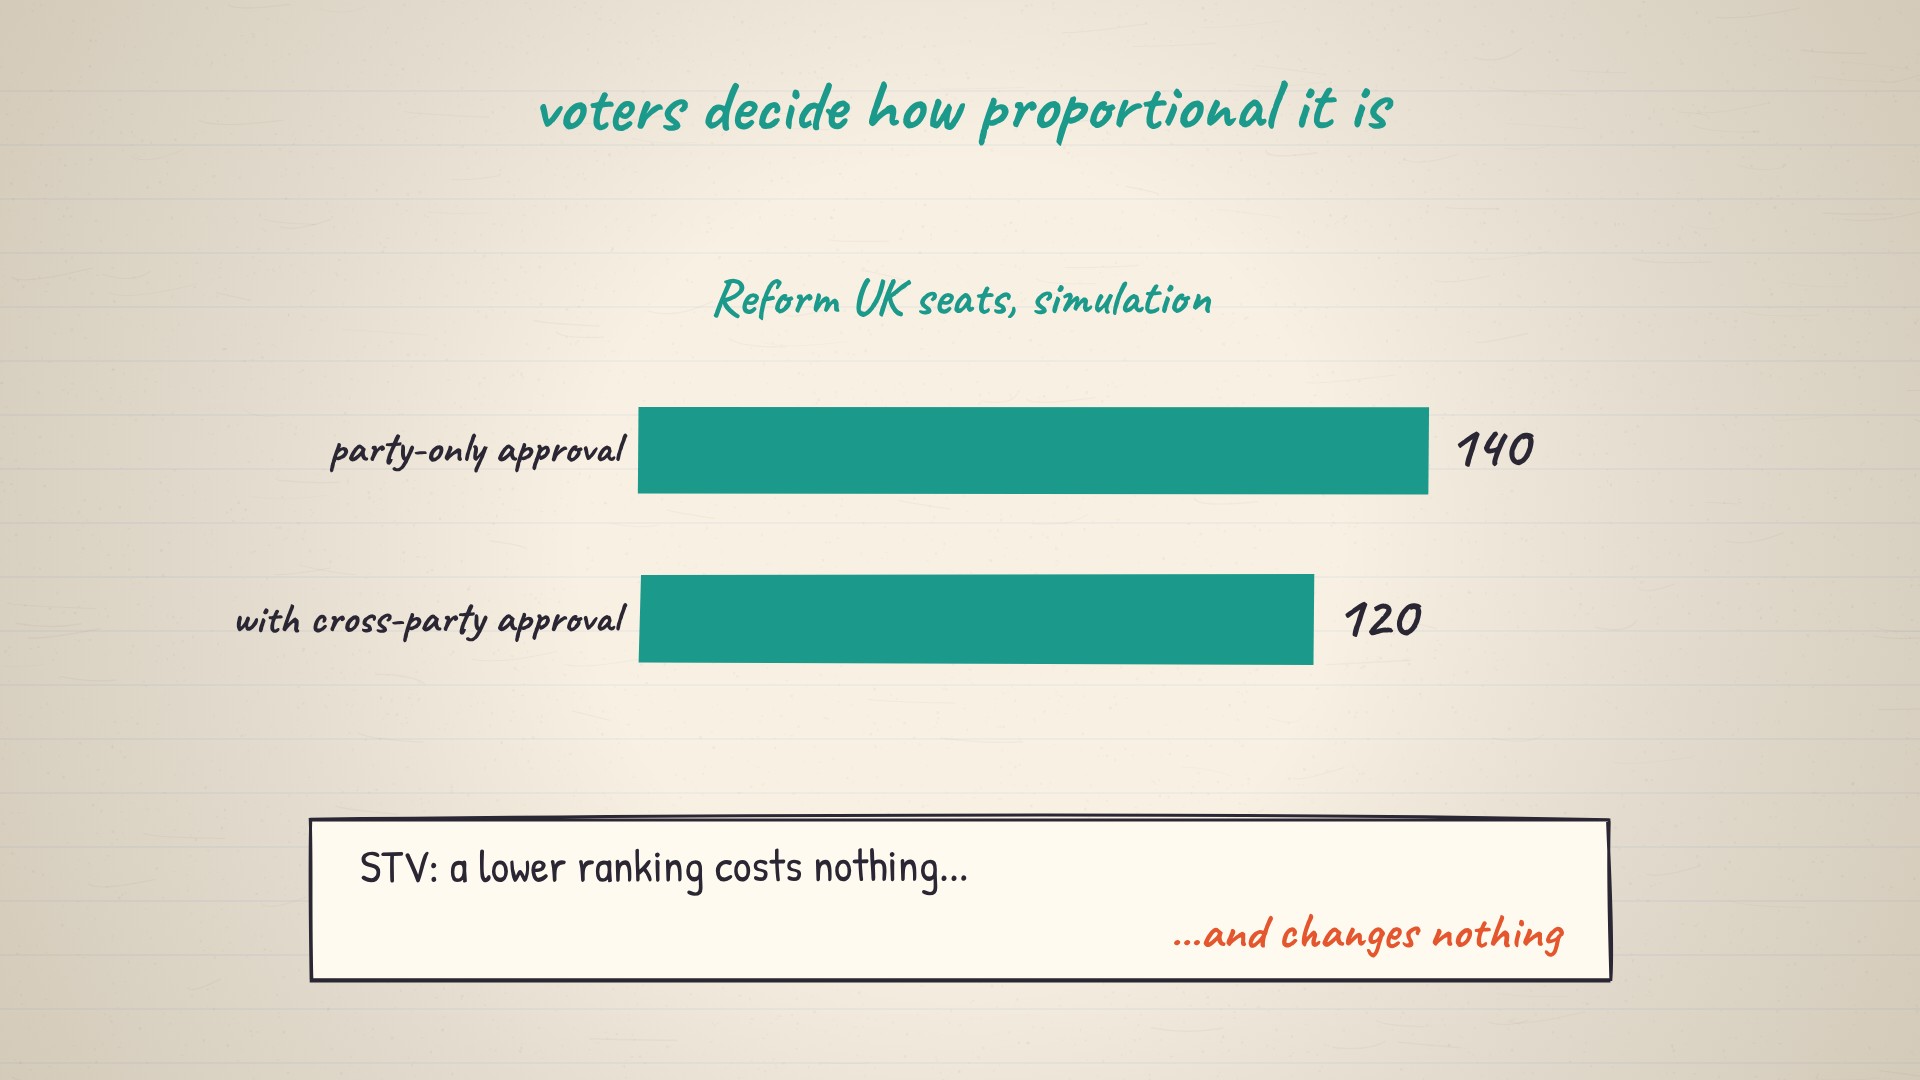 voters decide how proportional it is
Reform UK seats, simulation
party-only approval 140
with cross-party approval 120
STV: a lower ranking costs nothing...
...and changes nothing